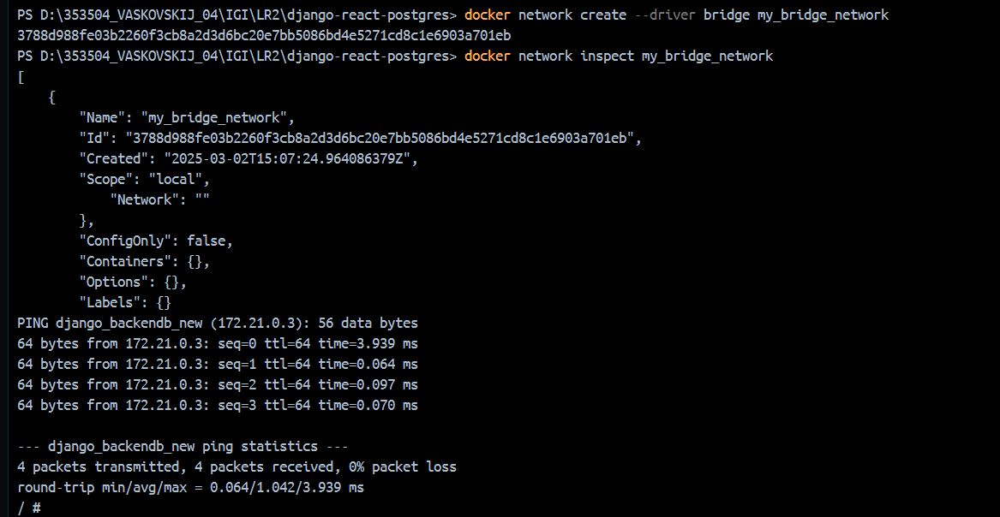 PS D:\353504_VASKOVSKIJ_04\IGI\LR2\django-react-postgres> docker network create --driver bridge my_bridge_network
3788d988fe03b2260f3cb8a2d3d6bc20e7bb5086bd4e5271cd8c1e6903a701eb
PS D:\353504_VASKOVSKIJ_04\IGI\LR2\django-react-postgres> docker network inspect my_bridge_network
[
    {
        "Name": "my_bridge_network",
        "Id": "3788d988fe03b2260f3cb8a2d3d6bc20e7bb5086bd4e5271cd8c1e6903a701eb",
        "Created": "2025-03-02T15:07:24.964086379Z",
        "Scope": "local",
            "Network": ""
        },
        "ConfigOnly": false,
        "Containers": {},
        "Options": {},
        "Labels": {}
PING django_backendb_new (172.21.0.3): 56 data bytes
64 bytes from 172.21.0.3: seq=0 ttl=64 time=3.939 ms
64 bytes from 172.21.0.3: seq=1 ttl=64 time=0.064 ms
64 bytes from 172.21.0.3: seq=2 ttl=64 time=0.097 ms
64 bytes from 172.21.0.3: seq=3 ttl=64 time=0.070 ms

--- django_backendb_new ping statistics ---
4 packets transmitted, 4 packets received, 0% packet loss
round-trip min/avg/max = 0.064/1.042/3.939 ms
/ #